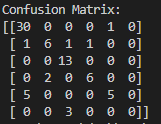 Confusion Matrix:
[[30  0  0  0  1  0]
 [ 1  6  1  1  0  0]
 [ 0  0 13  0  0  0]
 [ 0  2  0  6  0  0]
 [ 5  0  0  0  5  0]
 [ 0  0  3  0  0  0]]